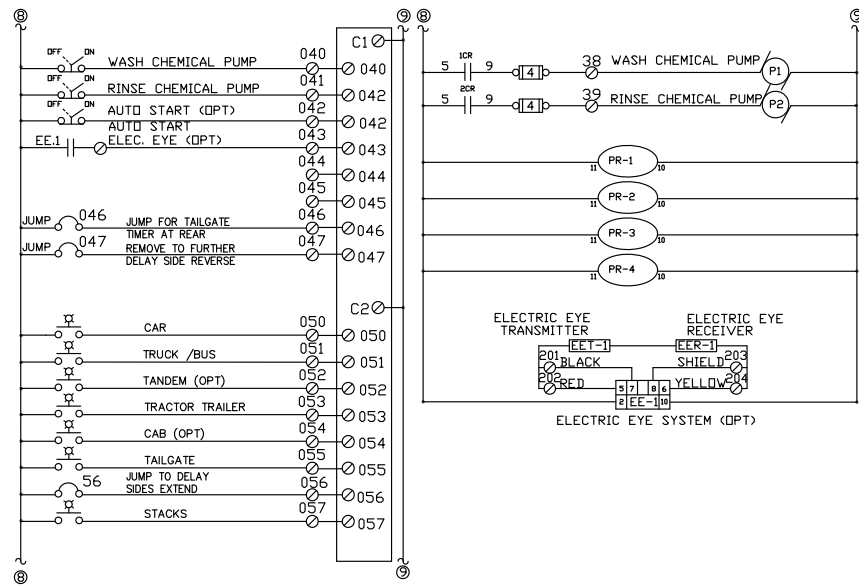 8 9 8 9
C1
OFF ON WASH CHEMICAL PUMP 040 040
OFF ON RINSE CHEMICAL PUMP 041 042
OFF ON AUTO START (OPT) 042 042
AUTO START
EE.1 ELEC. EYE (OPT) 043 043
044 044
045 045
JUMP 046 JUMP FOR TAILGATE 046 046
TIMER AT REAR
JUMP 047 REMOVE TO FURTHER 047 047
DELAY SIDE REVERSE
C2
CAR 050 050
TRUCK /BUS 051 051
TANDEM (OPT) 052 052
TRACTOR TRAILER 053 053
CAB (OPT) 054 054
TAILGATE 055 055
56 JUMP TO DELAY 056 056
SIDES EXTEND
STACKS 057 057
8 9
1CR
5 9 4 38 WASH CHEMICAL PUMP P1
2CR
5 9 4 39 RINSE CHEMICAL PUMP P2
PR-1
11 10
PR-2
11 10
PR-3
11 10
PR-4
11 10
ELECTRIC EYE ELECTRIC EYE
TRANSMITTER RECEIVER
EET-1 EER-1
201 BLACK SHIELD 203
202 RED 5 7 8 6 YELLOW 204
2 EE-1 10
ELECTRIC EYE SYSTEM (OPT)